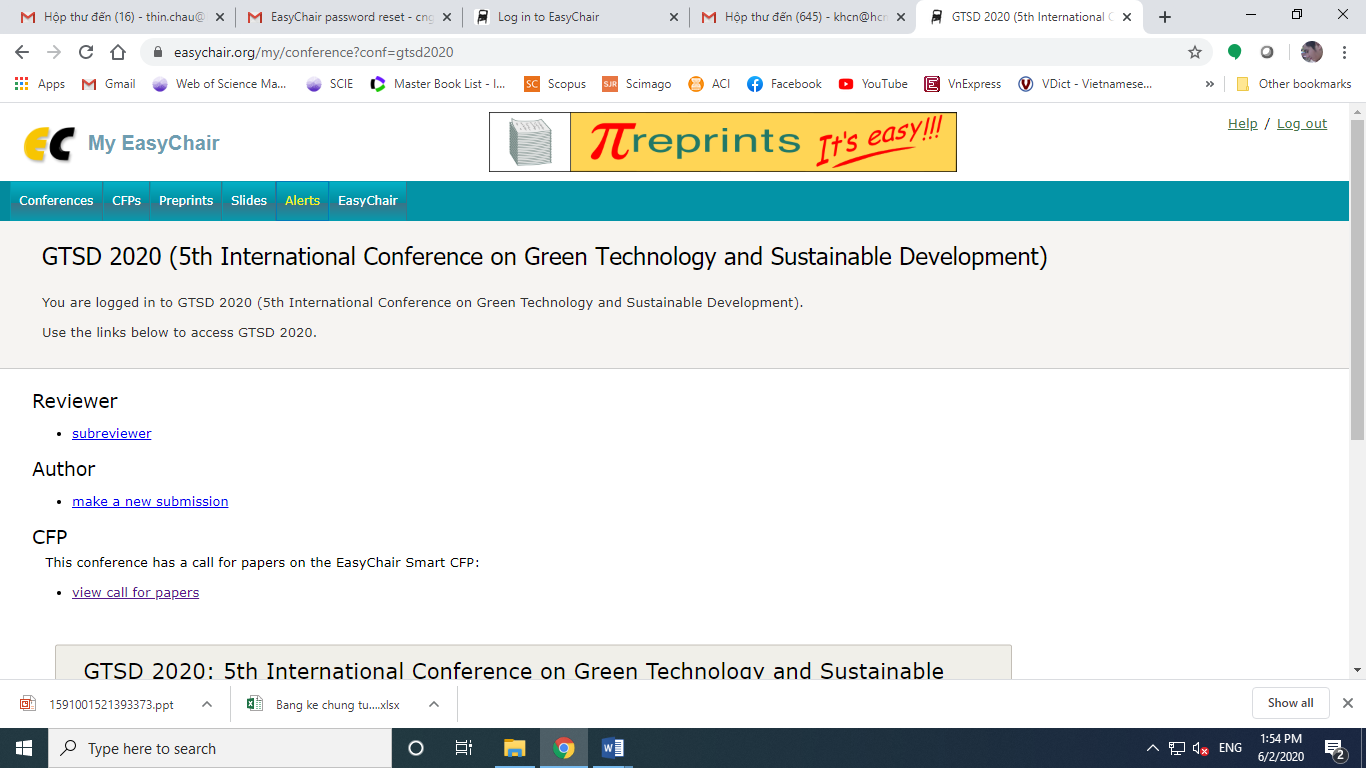 Hộp thư đến (16) - thin.chau@
EasyChair password reset - cng
Log in to EasyChair
Hộp thư đến (645) - khcn@hcm
GTSD 2020 (5th International C
easychair.org/my/conference?conf=gtsd2020
Apps Gmail Web of Science Ma... SCIE Master Book List - I... SC Scopus SJR Scimago ACI Facebook YouTube VnExpress VDict - Vietnamese... » Other bookmarks
EC My EasyChair
πreprints It's easy!!!
Help / Log out
Conferences CFPs Preprints Slides Alerts EasyChair
GTSD 2020 (5th International Conference on Green Technology and Sustainable Development)
You are logged in to GTSD 2020 (5th International Conference on Green Technology and Sustainable Development).
Use the links below to access GTSD 2020.
Reviewer
subreviewer
Author
make a new submission
CFP
This conference has a call for papers on the EasyChair Smart CFP:
view call for papers
GTSD 2020: 5th International Conference on Green Technology and Sustainable
1591001521393373.ppt
Bang ke chung tu....xlsx
Show all
Type here to search
ENG
1:54 PM
6/2/2020
2